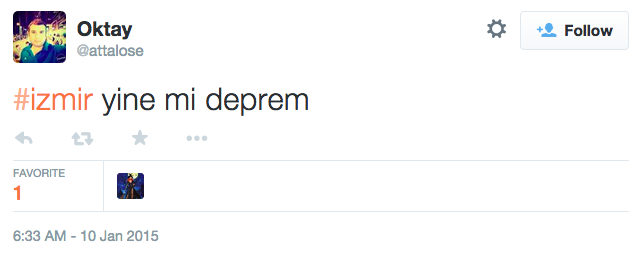 Oktay
@attalose
Follow
#izmir yine mi deprem
FAVORITE
1
6:33 AM - 10 Jan 2015